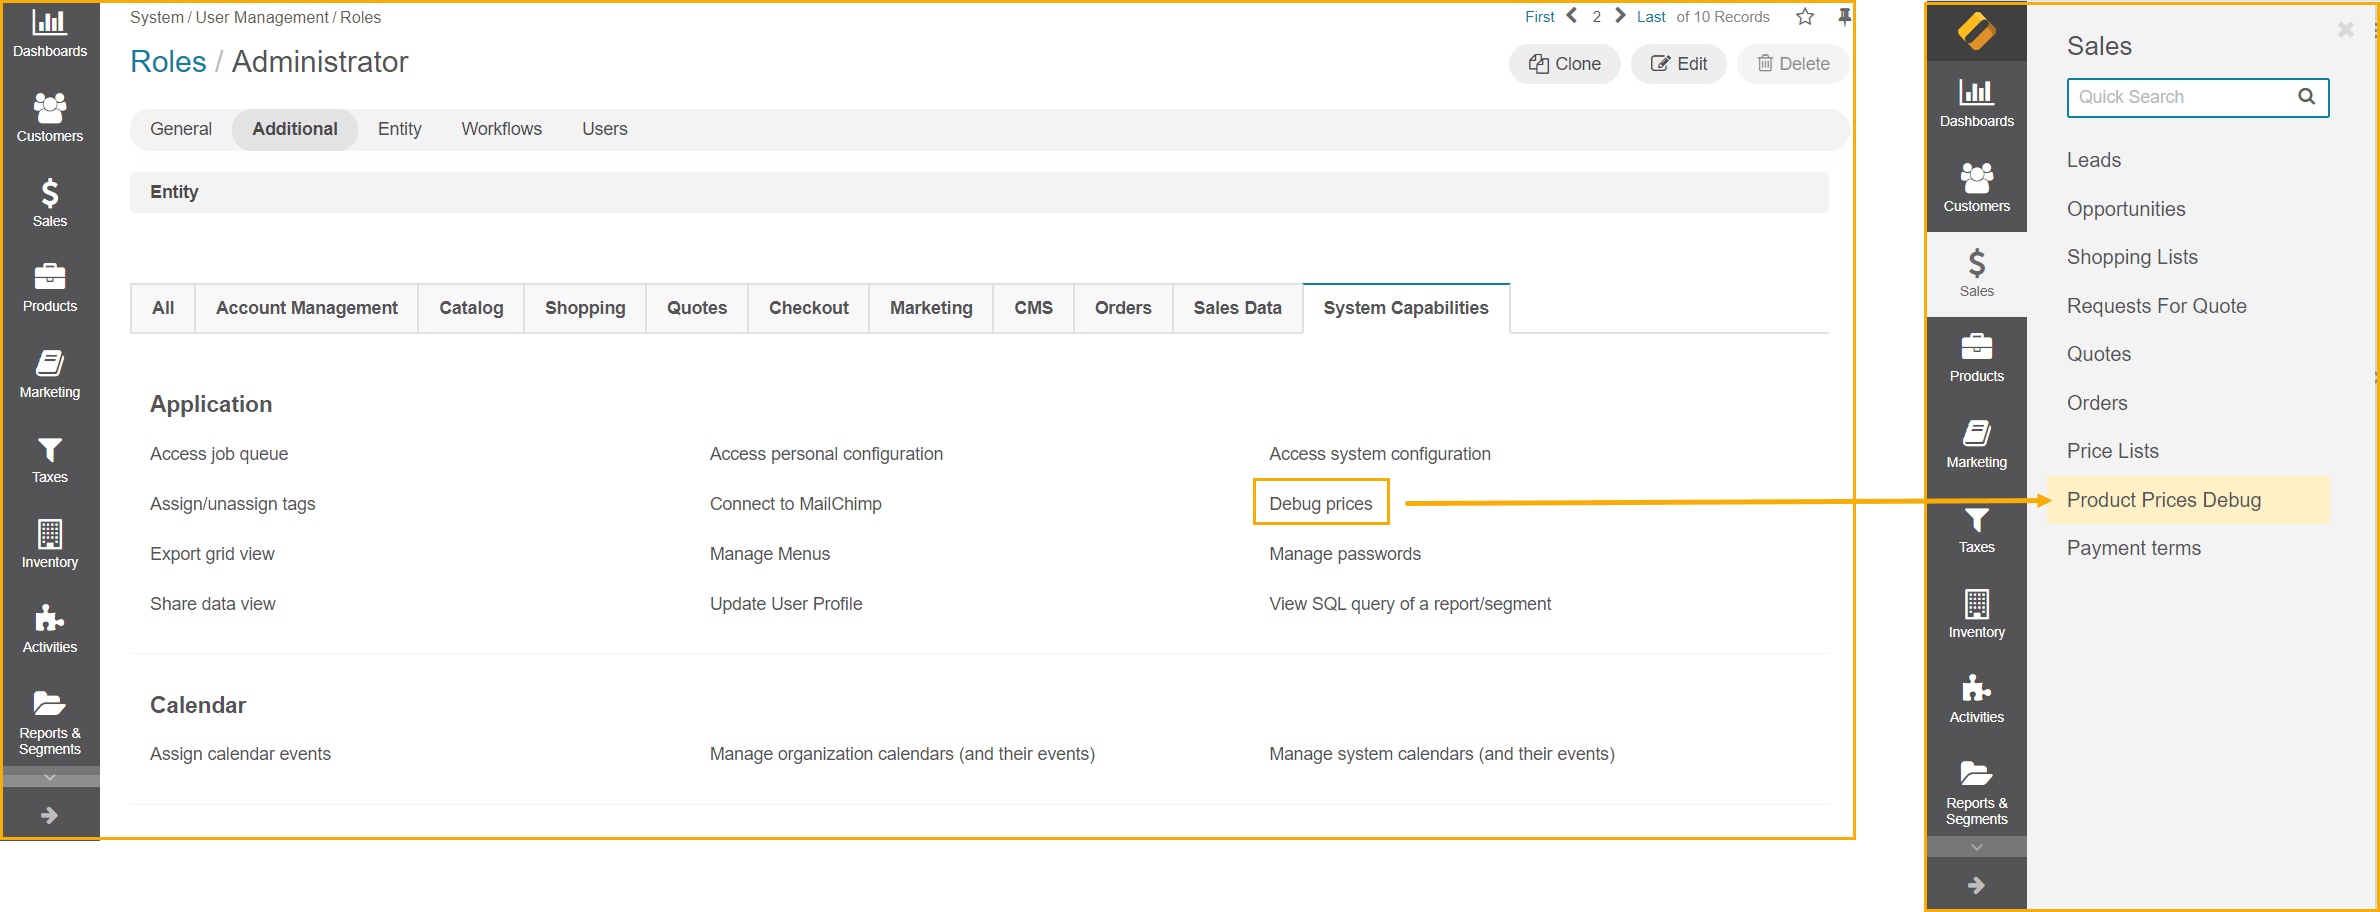 System / User Management / Roles
First 2 Last of 10 Records
Roles / Administrator
Clone Edit Delete
General Additional Entity Workflows Users
Entity
All Account Management Catalog Shopping Quotes Checkout Marketing CMS Orders Sales Data System Capabilities
Application
Access job queue Access personal configuration Access system configuration
Assign/unassign tags Connect to MailChimp Debug prices
Export grid view Manage Menus Manage passwords
Share data view Update User Profile View SQL query of a report/segment
Calendar
Assign calendar events Manage organization calendars (and their events) Manage system calendars (and their events)
Dashboards
Customers
Sales
Products
Marketing
Taxes
Inventory
Activities
Reports &
Segments
Dashboards
Customers
Sales
Products
Marketing
Taxes
Inventory
Activities
Reports &
Segments
Sales
Quick Search
Leads
Opportunities
Shopping Lists
Requests For Quote
Quotes
Orders
Price Lists
Product Prices Debug
Payment terms